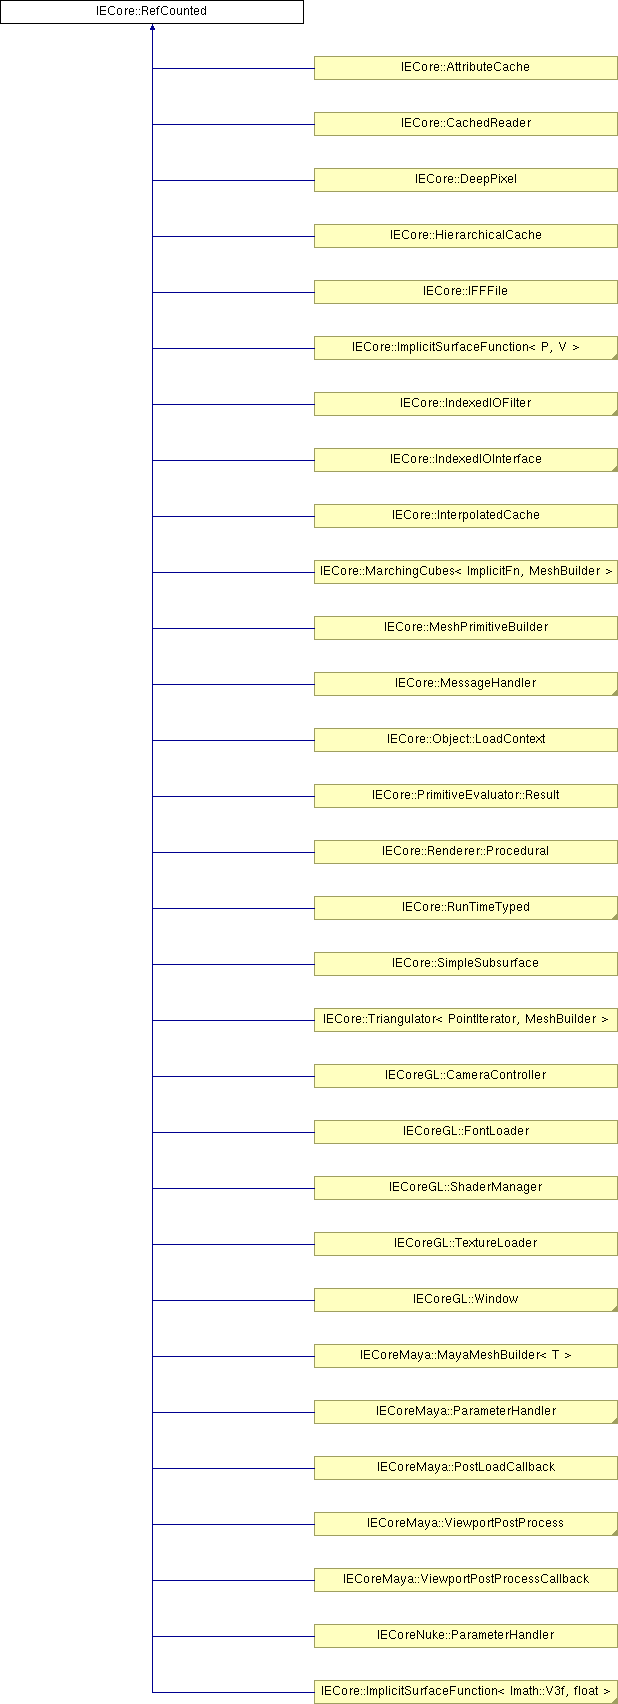 IECore::RefCounted
IECore::AttributeCache
IECore::CachedReader
IECore::DeepPixel
IECore::HierarchicalCache
IECore::IFFFile
IECore::ImplicitSurfaceFunction< P, V >
IECore::IndexedIOFilter
IECore::IndexedIOInterface
IECore::InterpolatedCache
IECore::MarchingCubes< ImplicitFn, MeshBuilder >
IECore::MeshPrimitiveBuilder
IECore::MessageHandler
IECore::Object::LoadContext
IECore::PrimitiveEvaluator::Result
IECore::Renderer::Procedural
IECore::RunTimeTyped
IECore::SimpleSubsurface
IECore::Triangulator< PointIterator, MeshBuilder >
IECoreGL::CameraController
IECoreGL::FontLoader
IECoreGL::ShaderManager
IECoreGL::TextureLoader
IECoreGL::Window
IECoreMaya::MayaMeshBuilder< T >
IECoreMaya::ParameterHandler
IECoreMaya::PostLoadCallback
IECoreMaya::ViewportPostProcess
IECoreMaya::ViewportPostProcessCallback
IECoreNuke::ParameterHandler
IECore::ImplicitSurfaceFunction< Imath::V3f, float >